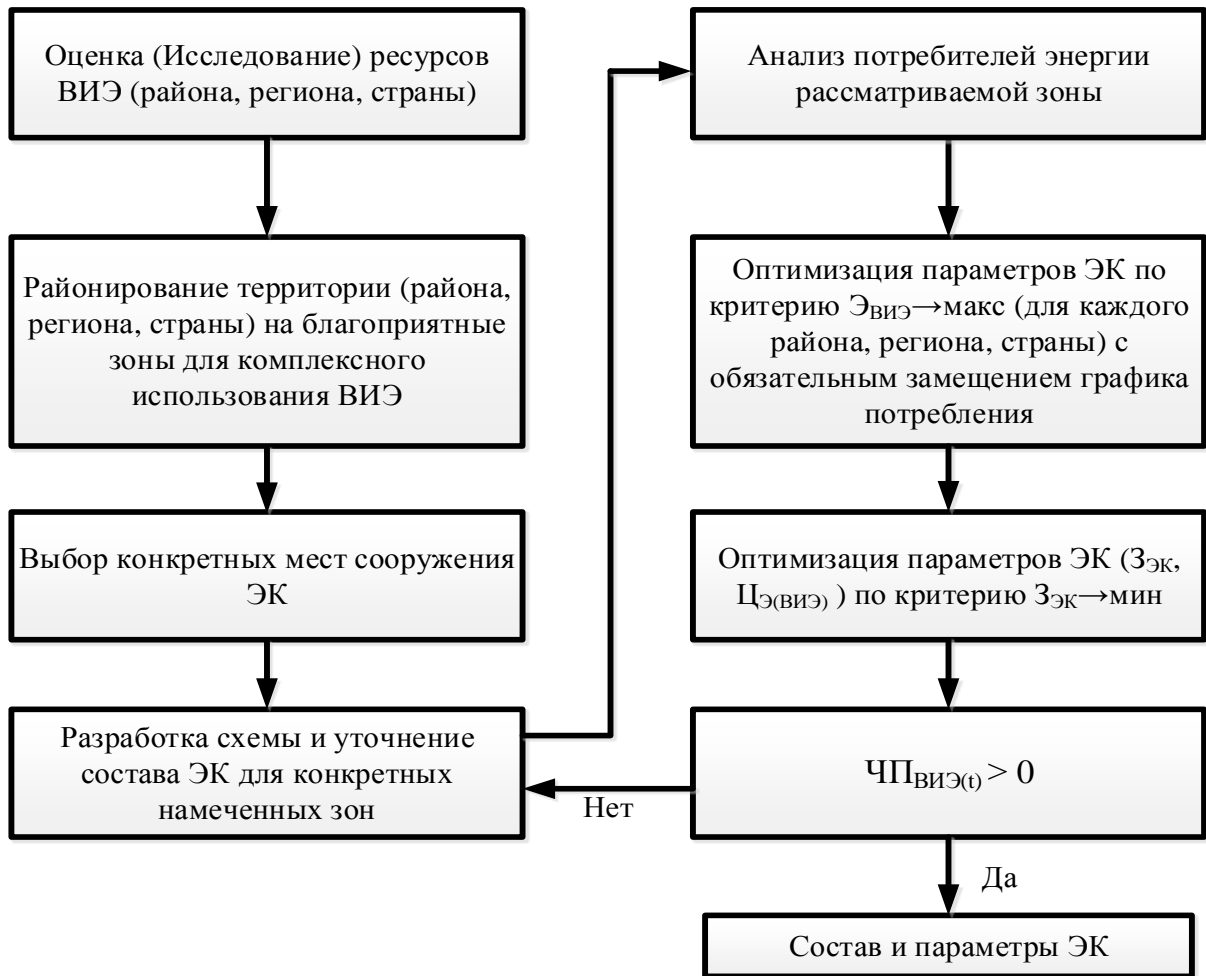 Оценка (Исследование) ресурсов
ВИЭ (района, региона, страны)
Районирование территории (района,
региона, страны) на благоприятные
зоны для комплексного
использования ВИЭ
Выбор конкретных мест сооружения
ЭК
Разработка схемы и уточнение
состава ЭК для конкретных
намеченных зон
Анализ потребителей энергии
рассматриваемой зоны
Оптимизация параметров ЭК по
критерию ЭВИЭ→макс (для каждого
района, региона, страны) с
обязательным замещением графика
потребления
Оптимизация параметров ЭК (ЗЭК,
ЦЭ(ВИЭ) ) по критерию ЗЭК→мин
ЧПВИЭ(t) > 0
Нет
Да
Состав и параметры ЭК